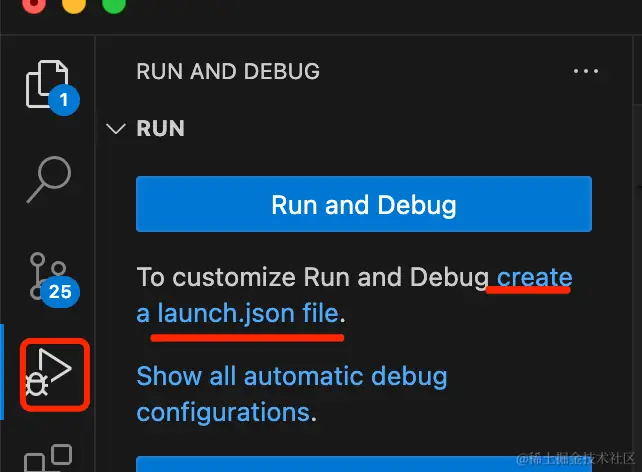 RUN AND DEBUG
RUN
1
Run and Debug
To customize Run and Debug create
a launch.json file.
25
Show all automatic debug
configurations.
@稀土掘金技术社区